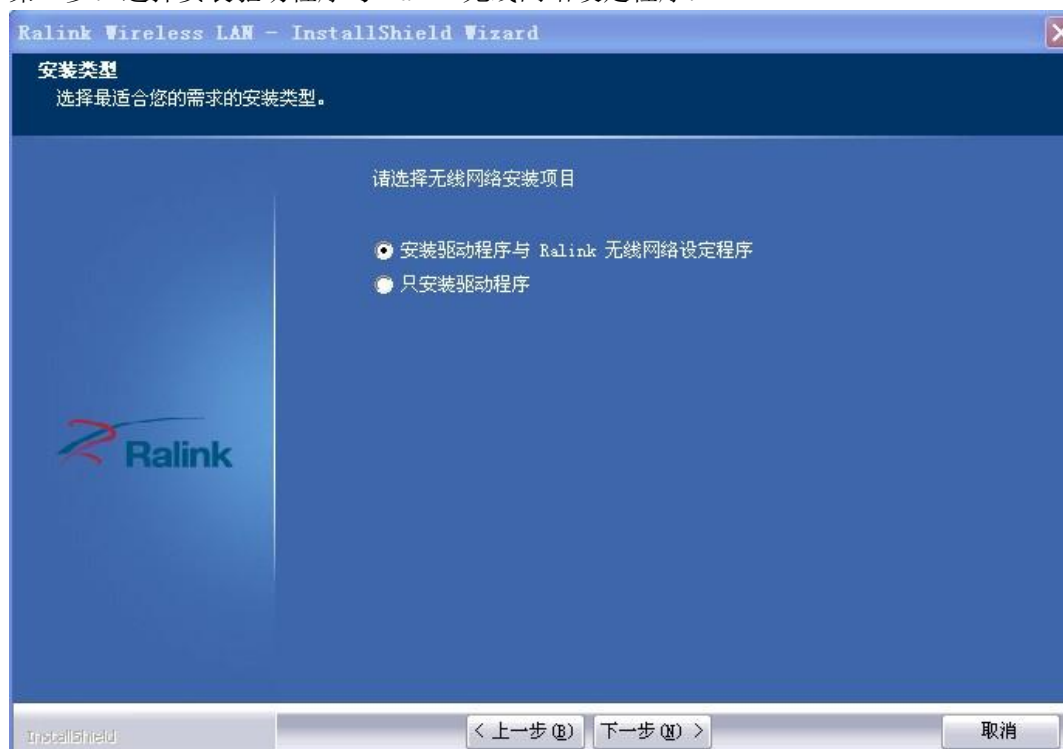 Ralink Wireless LAN - InstallShield Wizard
安装类型
选择最适合您的需求的安装类型。
请选择无线网络安装项目
安装驱动程序与 Ralink 无线网络设定程序
只安装驱动程序
Ralink
InstallShield
< 上一步(B) 下一步(N) > 取消